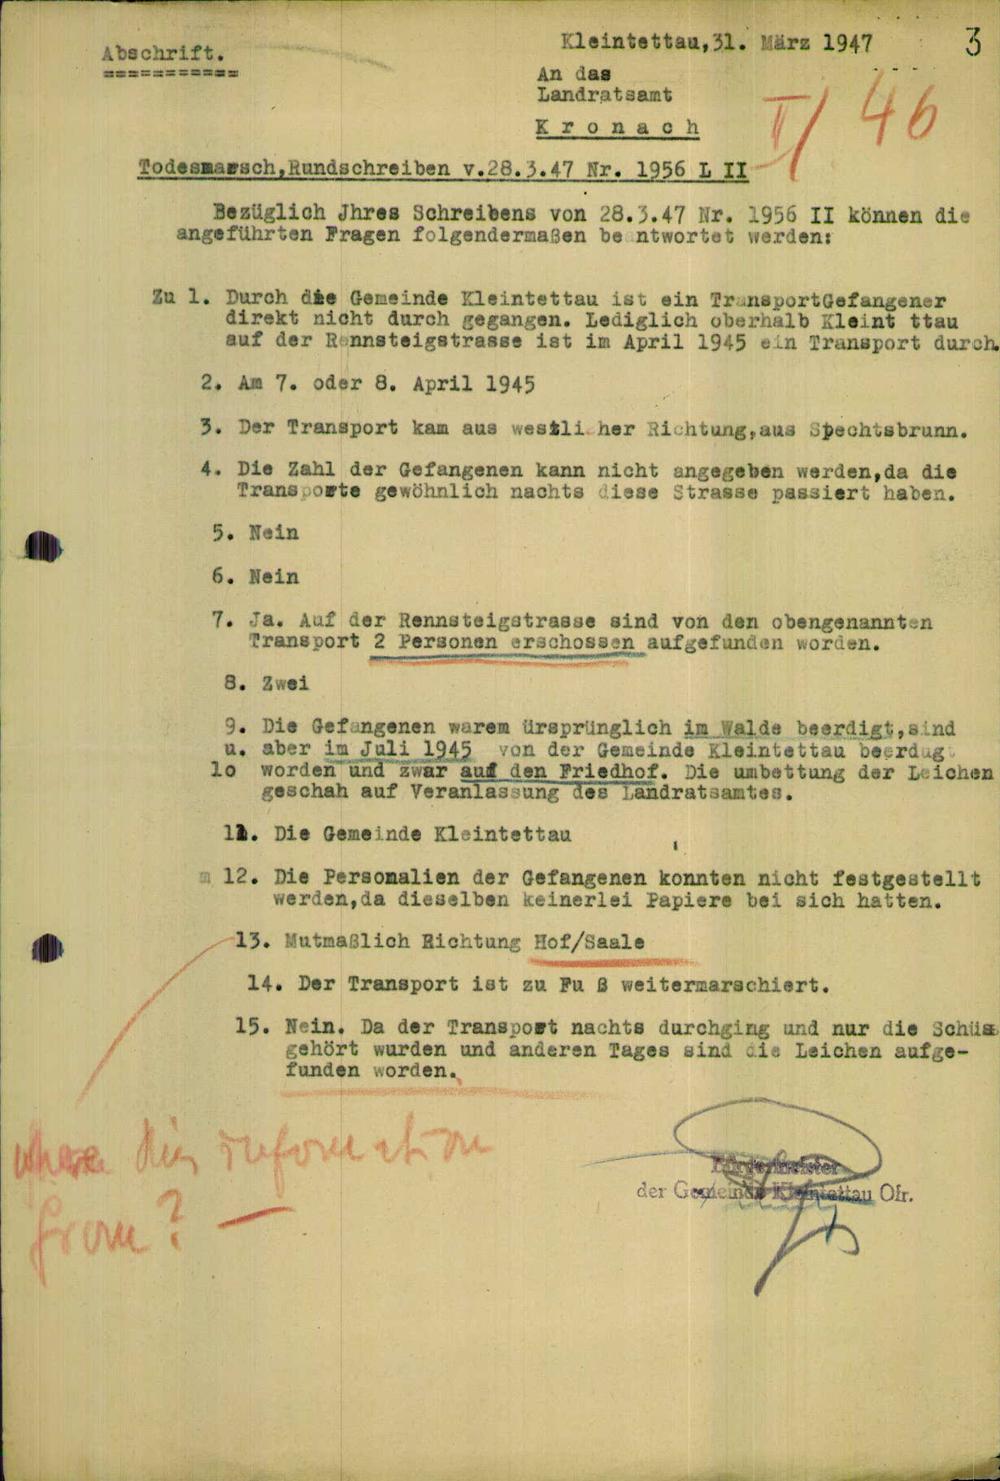 3
Abschrift.
===========
Kleintettau,31. März 1947
An das
Landratsamt
K r o n a c h
II/ 46
Todesmarsch,Rundschreiben v.28.3.47 Nr. 1956 L II
Bezüglich Jhres Schreibens von 28.3.47 Nr. 1956 II können die
angeführten Fragen folgendermaßen beantwortet werden:
Zu 1. Durch die Gemeinde Kleintettau ist ein TransportGefangener
direkt nicht durch gegangen. Lediglich oberhalb Kleint ttau
auf der Rennsteigstrasse ist im April 1945 ein Transport durch.
2. Am 7. oder 8. April 1945
3. Der Transport kam aus westlicher Richtung,aus Spechtsbrunn.
4. Die Zahl der Gefangenen kann nicht angegeben werden,da die
Transporte gewöhnlich nachts diese Strasse passiert haben.
5. Nein
6. Nein
7. Ja. Auf der Rennsteigstrasse sind von den obengenannten
Transport 2 Personen erschossen aufgefunden worden.
8. Zwei
9. Die Gefangenen warem ürsprünglich im Walde beerdigt,sind
u. aber im Juli 1945 von der Gemeinde Kleintettau beerdigt
lo worden und zwar auf den Friedhof. Die umbettung der Leichen
geschah auf Veranlassung des Landratsamtes.
11. Die Gemeinde Kleintettau
m 12. Die Personalien der Gefangenen konnten nicht festgestellt
werden,da dieselben keinerlei Papiere bei sich hatten.
13. Mutmaßlich Richtung Hof/Saale
14. Der Transport ist zu Fu ß weitermarschiert.
15. Nein. Da der Transport nachts durchging und nur die Schüs
gehört wurden und anderen Tages sind die Leichen aufge-
funden worden.
where this information
from?
Bürgermeister
der Gemeinde Kleintettau Ofr.